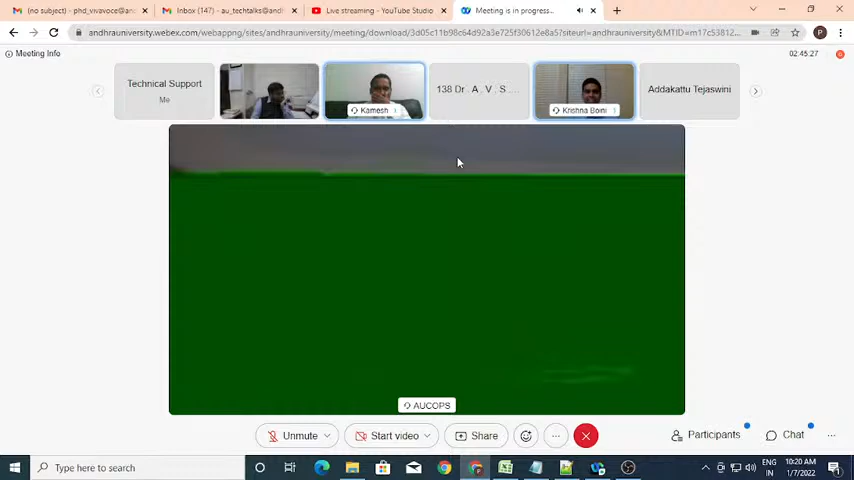 (no subject) - phd_vivavoce@an
Inbox (147) - au_techtalks@andh
Live streaming - YouTube Studio
Meeting is in progress...
andhrauniversity.webex.com/webappng/sites/andhrauniversity/meeting/download/3d05c11b98c64d92a3e725f30612e8a5?siteurl=andhrauniversity&MTID=m17c53812...
P
Meeting Info
02:45:27
Technical Support
Me
Kamesh
138 Dr . A . V . S ....
Krishna Boini
Addakattu Tejaswini
AUCOPS
Unmute
Start video
Share
Participants
Chat
Type here to search
ENG
IN
10:20 AM
1/7/2022